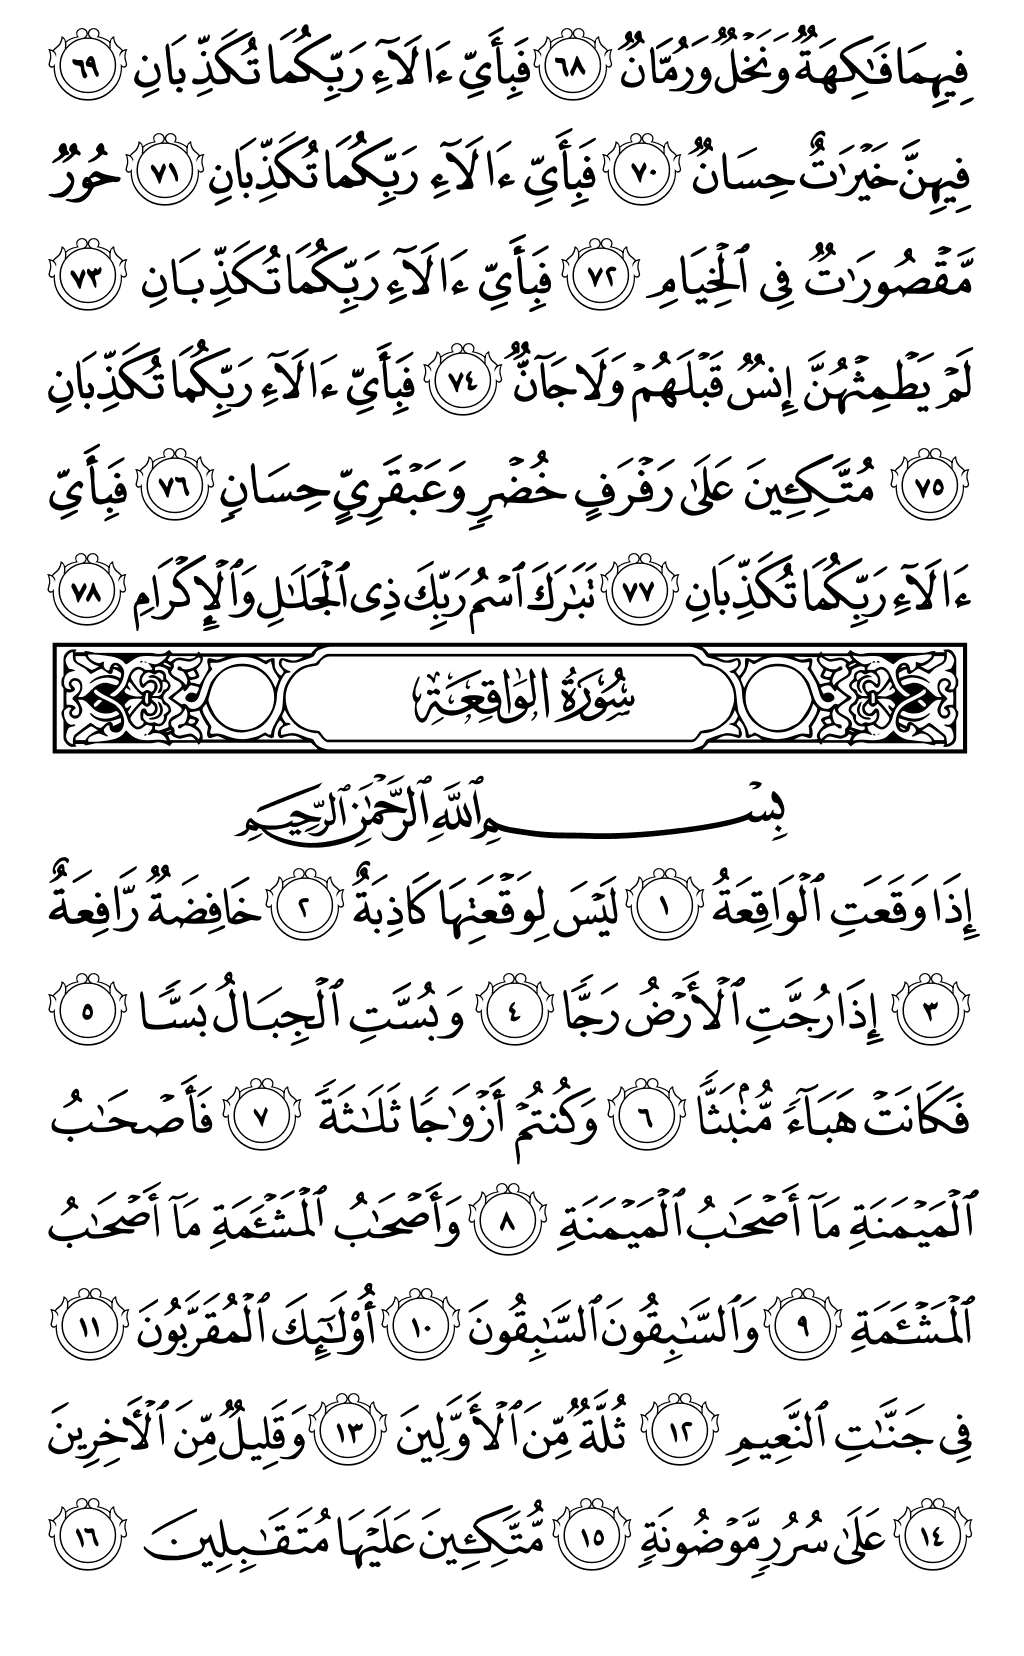 فِيهِمَا فَٰكِهَةٌ وَنَخْلٌ وَرُمَّانٌ ٦٨ فَبِأَيِّ ءَالَآءِ رَبِّكُمَا تُكَذِّبَانِ ٦٩
فِيهِنَّ خَيْرَٰتٌ حِسَانٌ ٧٠ فَبِأَيِّ ءَالَآءِ رَبِّكُمَا تُكَذِّبَانِ ٧١ حُورٌ
مَّقْصُورَٰتٌ فِي ٱلْخِيَامِ ٧٢ فَبِأَيِّ ءَالَآءِ رَبِّكُمَا تُكَذِّبَانِ ٧٣
لَمْ يَطْمِثْهُنَّ إِنسٌ قَبْلَهُمْ وَلَا جَآنٌّ ٧٤ فَبِأَيِّ ءَالَآءِ رَبِّكُمَا تُكَذِّبَانِ
٧٥ مُتَّكِـِٔينَ عَلَىٰ رَفْرَفٍ خُضْرٍ وَعَبْقَرِيٍّ حِسَانٍ ٧٦ فَبِأَيِّ
ءَالَآءِ رَبِّكُمَا تُكَذِّبَانِ ٧٧ تَبَٰرَكَ ٱسْمُ رَبِّكَ ذِي ٱلْجَلَٰلِ وَٱلْإِكْرَامِ ٧٨
سُورَةُ الوَاقِعَةِ
بِسْمِ ٱللَّهِ ٱلرَّحْمَٰنِ ٱلرَّحِيمِ
إِذَا وَقَعَتِ ٱلْوَاقِعَةُ ١ لَيْسَ لِوَقْعَتِهَا كَاذِبَةٌ ٢ خَافِضَةٌ رَّافِعَةٌ
٣ إِذَا رُجَّتِ ٱلْأَرْضُ رَجًّا ٤ وَبُسَّتِ ٱلْجِبَالُ بَسًّا ٥
فَكَانَتْ هَبَآءً مُّنۢبَثًّا ٦ وَكُنتُمْ أَزْوَٰجًا ثَلَٰثَةً ٧ فَأَصْحَٰبُ
ٱلْمَيْمَنَةِ مَآ أَصْحَٰبُ ٱلْمَيْمَنَةِ ٨ وَأَصْحَٰبُ ٱلْمَشْـَٔمَةِ مَآ أَصْحَٰبُ
ٱلْمَشْـَٔمَةِ ٩ وَٱلسَّٰبِقُونَ ٱلسَّٰبِقُونَ ١٠ أُو۟لَٰٓئِكَ ٱلْمُقَرَّبُونَ ١١
فِي جَنَّٰتِ ٱلنَّعِيمِ ١٢ ثُلَّةٌ مِّنَ ٱلْأَوَّلِينَ ١٣ وَقَلِيلٌ مِّنَ ٱلْأَخِرِينَ
١٤ عَلَىٰ سُرُرٍ مَّوْضُونَةٍ ١٥ مُّتَّكِـِٔينَ عَلَيْهَا مُتَقَٰبِلِينَ ١٦